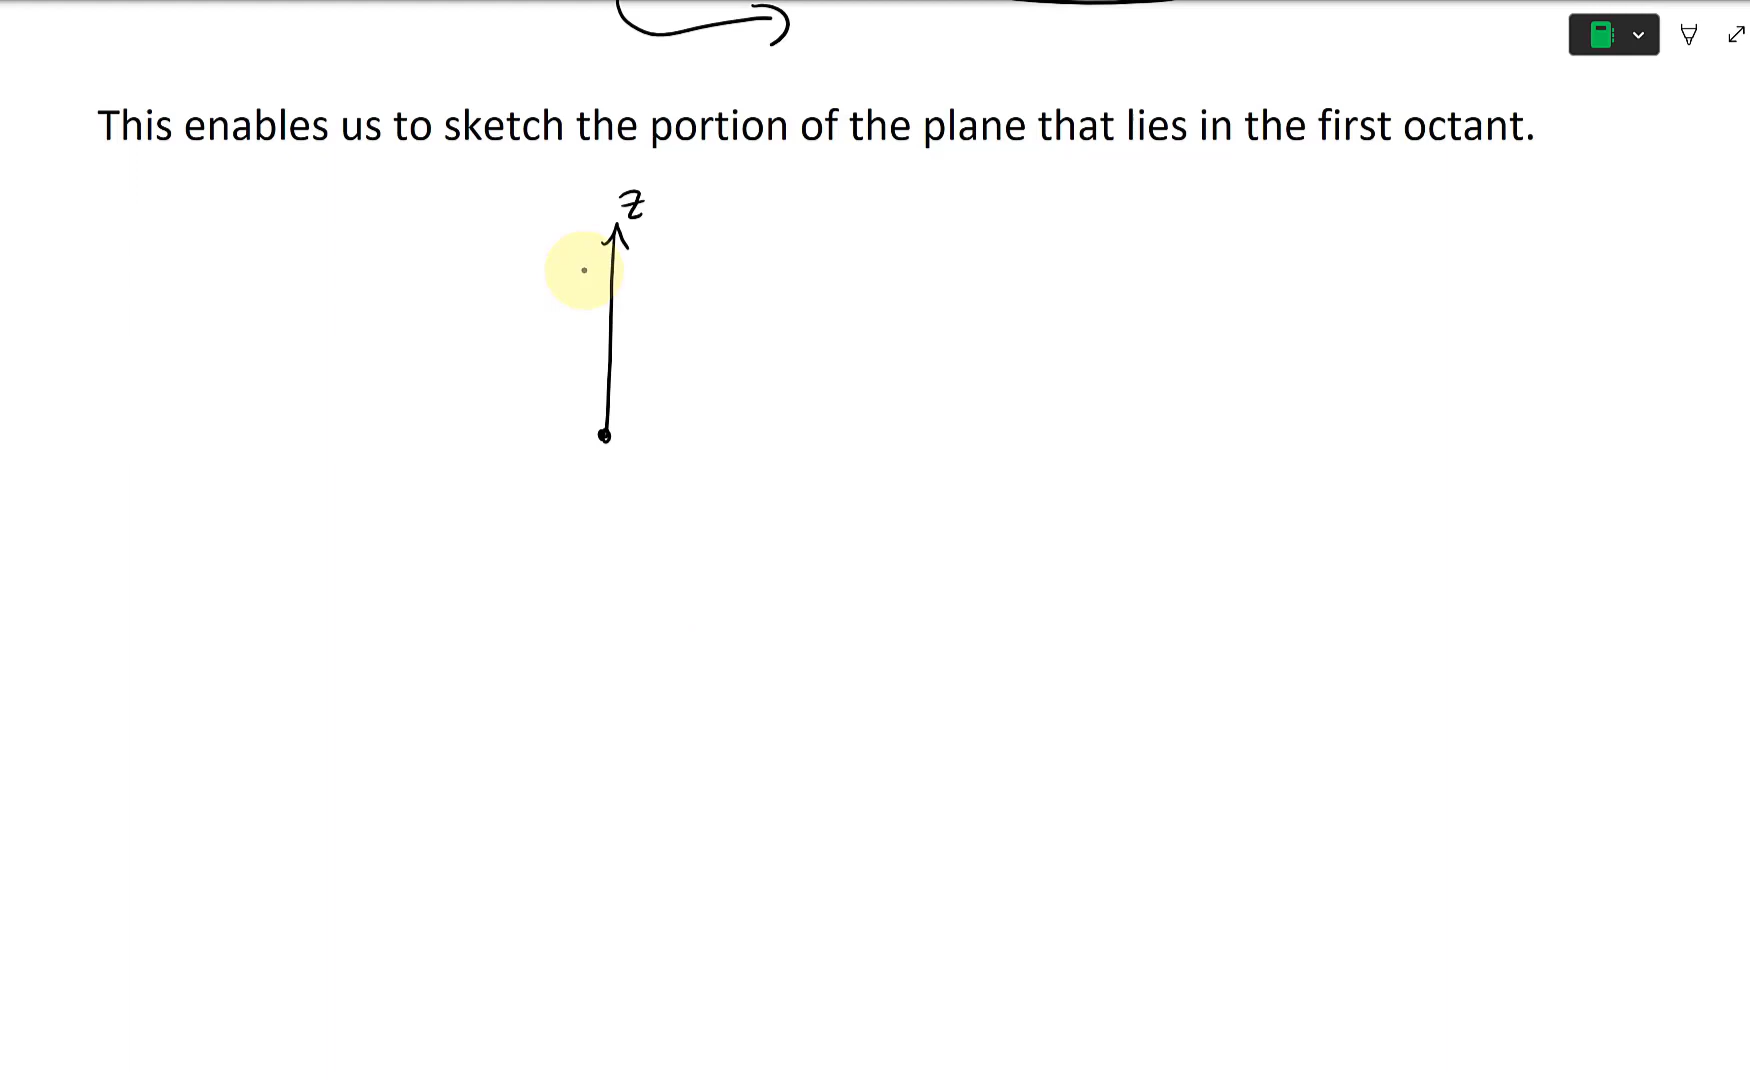 This enables us to sketch the portion of the plane that lies in the first octant.
z